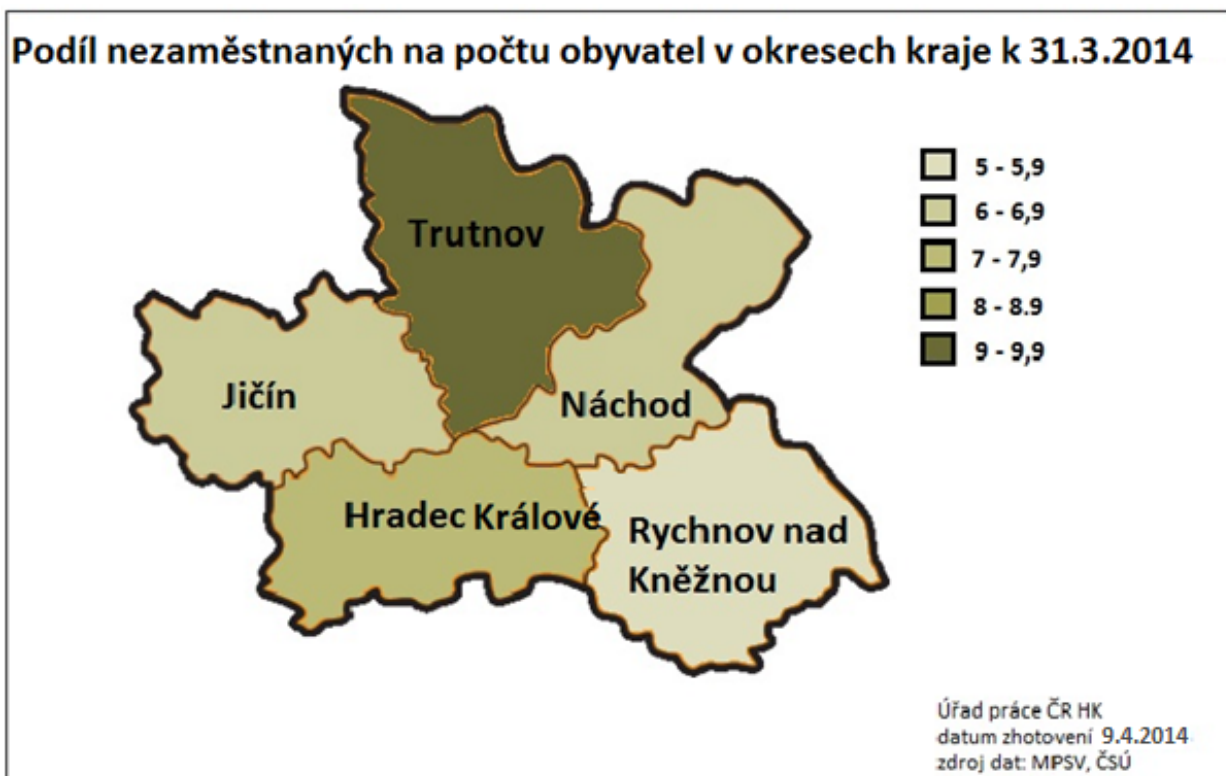 Podíl nezaměstnaných na počtu obyvatel v okresech kraje k 31.3.2014
5 - 5,9
6 - 6,9
7 - 7,9
8 - 8.9
9 - 9,9
Trutnov
Jičín
Náchod
Hradec Králové
Rychnov nad
Kněžnou
Úřad práce ČR HK
datum zhotovení 9.4.2014
zdroj dat: MPSV, ČSÚ